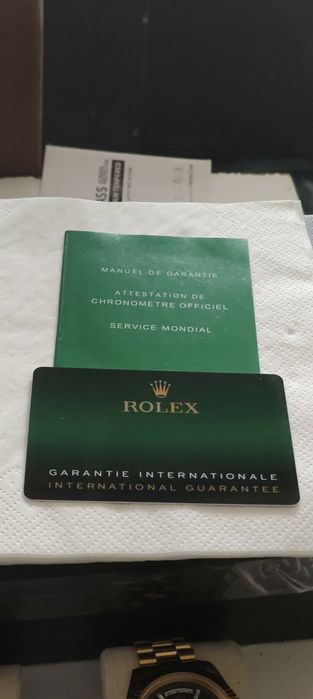 MANUEL DE GARANTIE
ATTESTATION DE
CHRONOMETRE OFFICIEL
SERVICE MONDIAL
ROLEX
GARANTIE INTERNATIONALE
INTERNATIONAL GUARANTEE